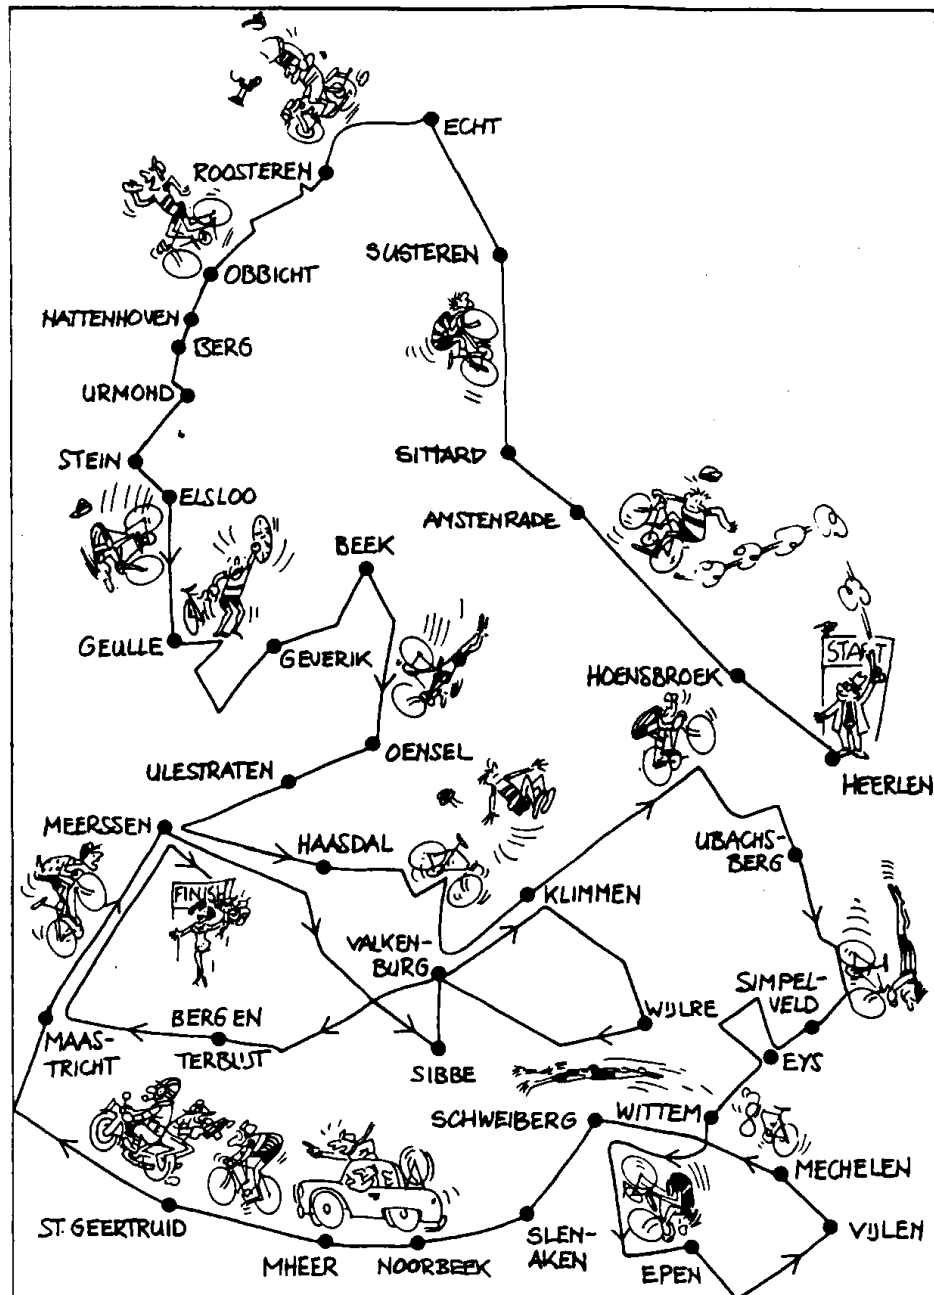 ECHT
ROOSTEREN
SUSTEREN
OBBICHT
NATTENHOVEN
BERG
URMOND
SITTARD
STEIN
ELSLOO
AMSTENRADE
BEEK
GEULLE
GEVERIK
START
HOENSBROEK
OENSEL
HEERLEN
ULESTRATEN
MEERSSEN
HAASDAL
UBACHS-
BERG
FINISH
KLIMMEN
VALKEN-
BURG
SIMPEL-
VELD
WIJLRE
BERG EN
TERBLIJT
MAAS-
TRICHT
SIBBE
EYS
SCHWEIBERG
WITTEM
MECHELEN
ST. GEERTRUID
MHEER
NOORBEEK
SLEN-
AKEN
EPEN
VIJLEN